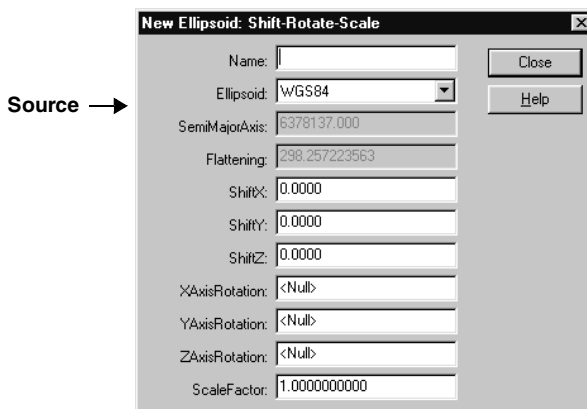 New Ellipsoid: Shift-Rotate-Scale
Name:
Close
Source
Ellipsoid: WGS84
Help
SemiMajorAxis: 6378137.000
Flattening: 298.257223563
ShiftX: 0.0000
ShiftY: 0.0000
ShiftZ: 0.0000
XAxisRotation: <Null>
YAxisRotation: <Null>
ZAxisRotation: <Null>
ScaleFactor: 1.0000000000